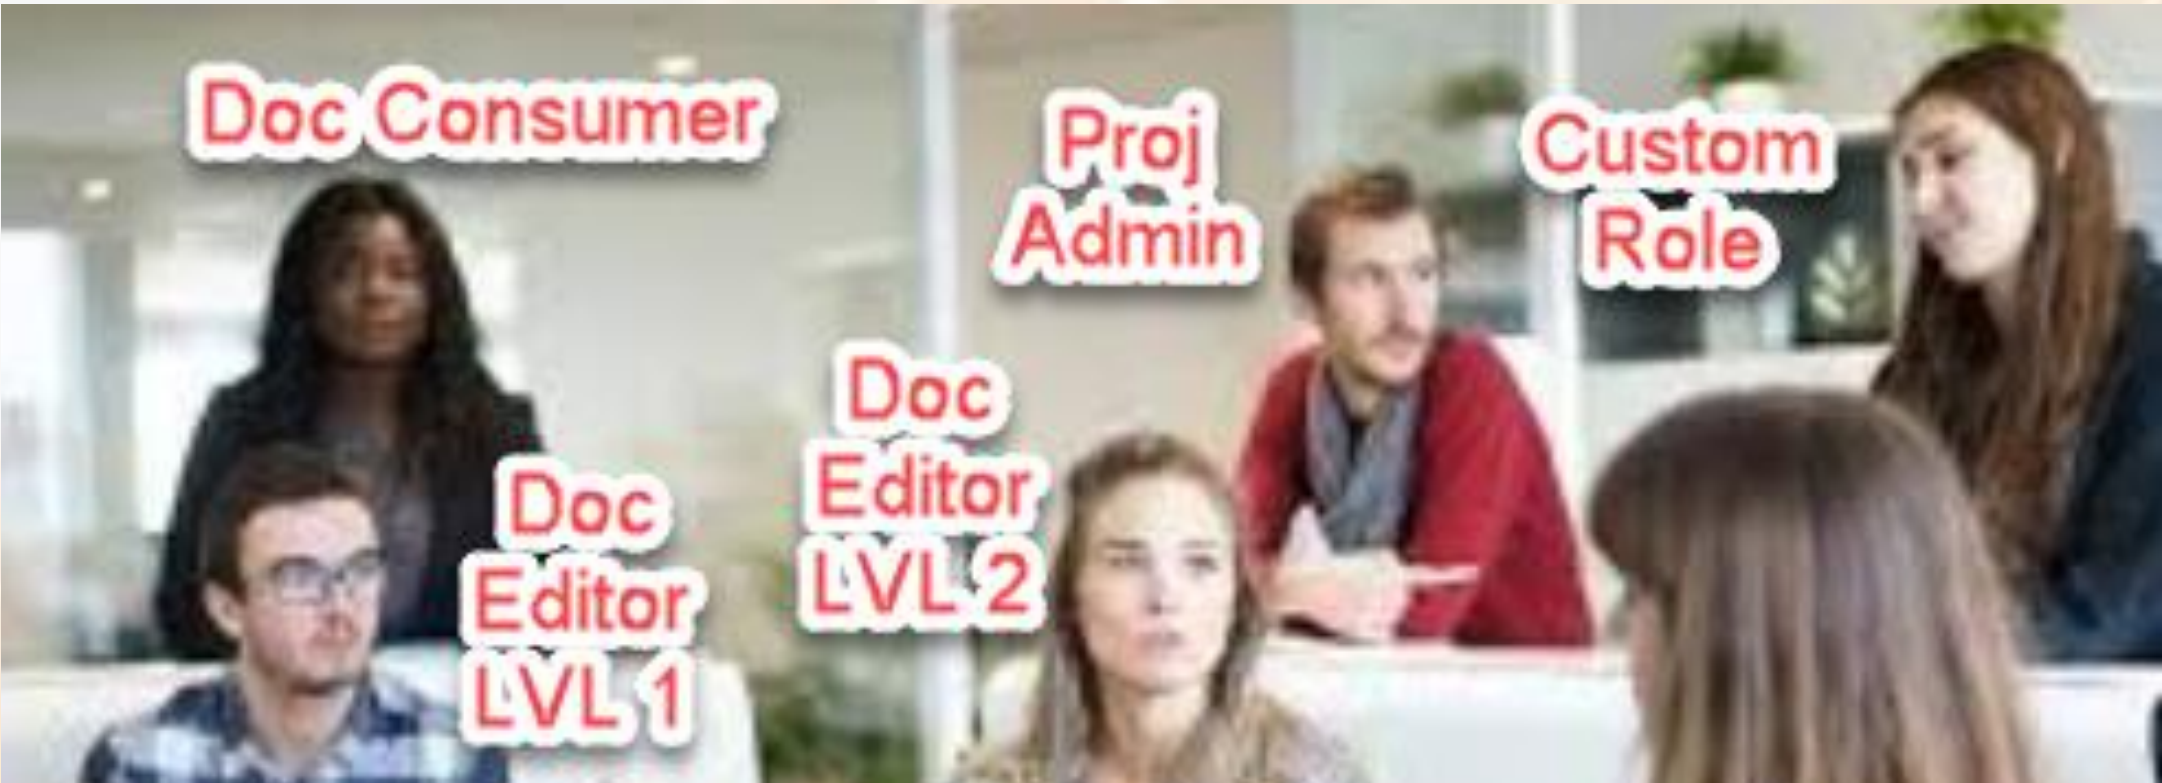 Doc Consumer
Proj
Admin
Custom
Role
Doc
Editor
LVL 2
Doc
Editor
LVL 1